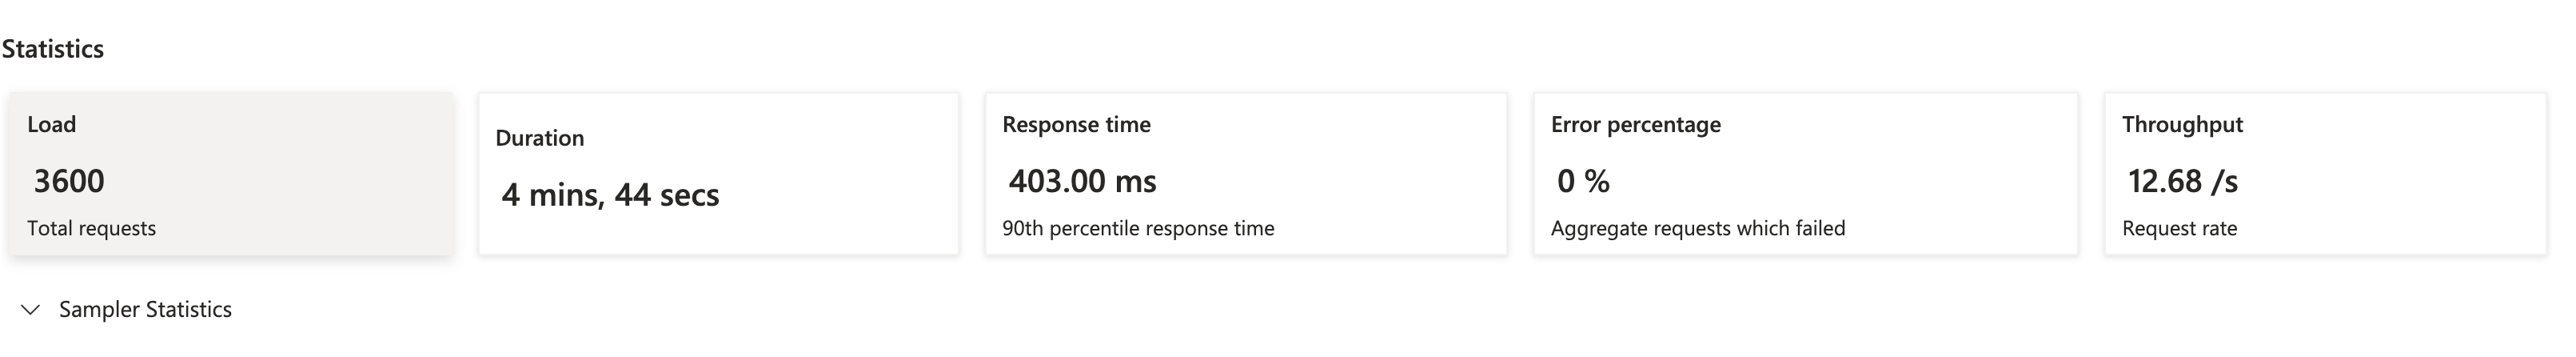 Statistics
Load
3600
Total requests
Duration
4 mins, 44 secs
Response time
403.00 ms
90th percentile response time
Error percentage
0 %
Aggregate requests which failed
Throughput
12.68 /s
Request rate
Sampler Statistics